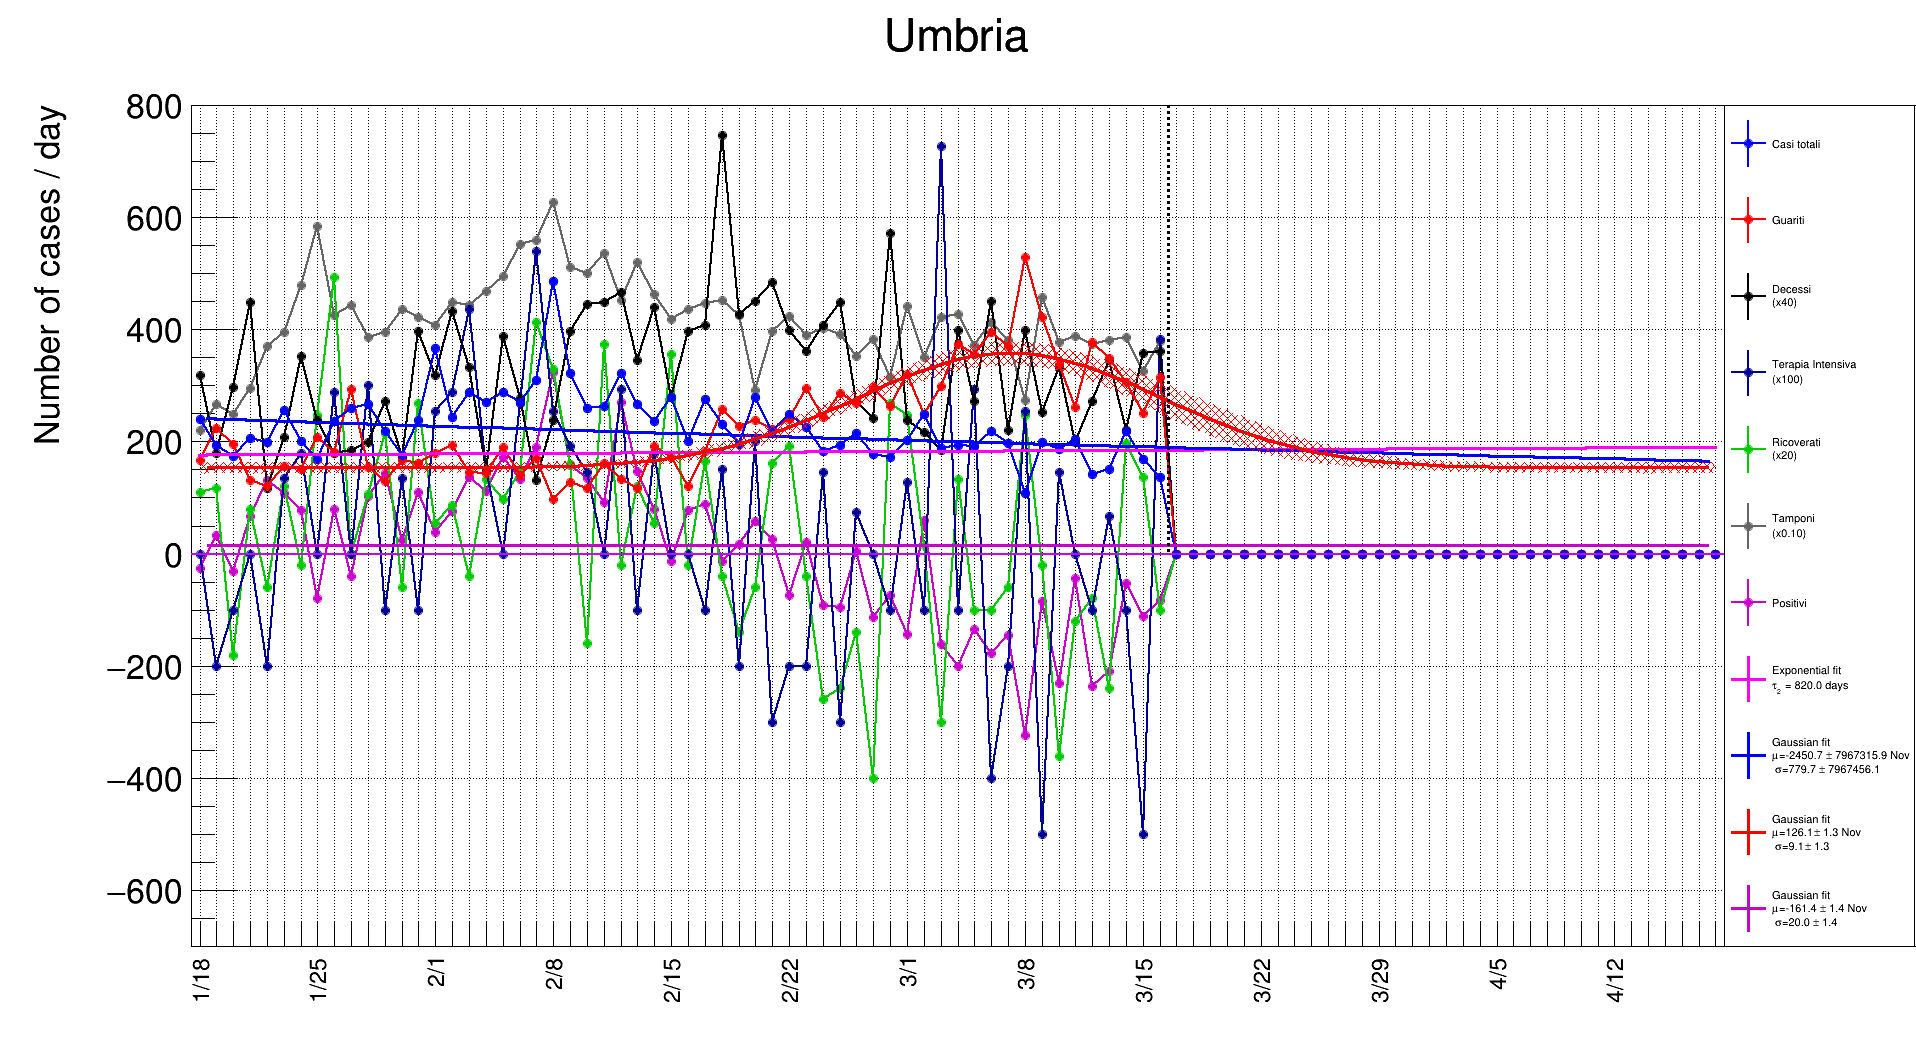 Umbria
Number of cases / day
800
600
400
200
0
−200
−400
−600
1/18
1/25
2/1
2/8
2/15
2/22
3/1
3/8
3/15
3/22
3/29
4/5
4/12
Casi totali
Guariti
Decessi
(x40)
Terapia Intensiva
(x100)
Ricoverati
(x20)
Tamponi
(x0.10)
Positivi
Exponential fit
τ2 = 820.0 days
Gaussian fit
μ=-2450.7 ± 7967315.9 Nov
σ=779.7 ± 7967456.1
Gaussian fit
μ=126.1 ± 1.3 Nov
σ=9.1 ± 1.3
Gaussian fit
μ=-161.4 ± 1.4 Nov
σ=20.0 ± 1.4